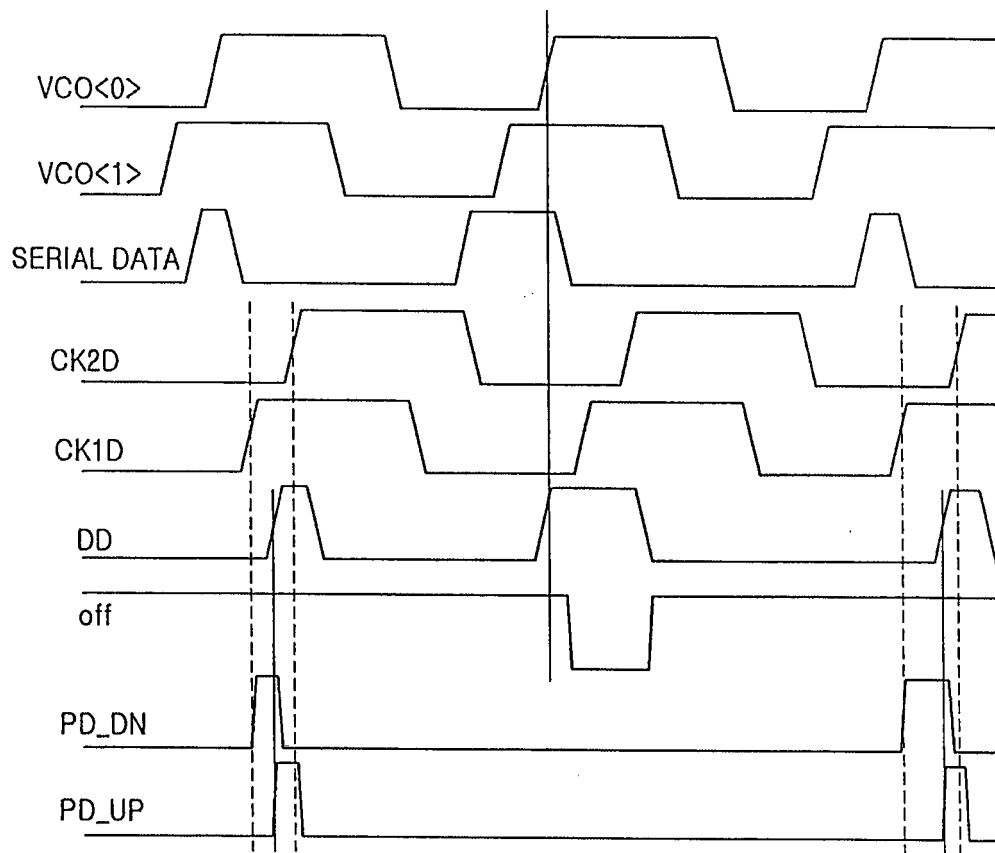 VCO<0>
VCO<1>
SERIAL DATA
CK2D
CK1D
DD
off
PD_DN
PD_UP